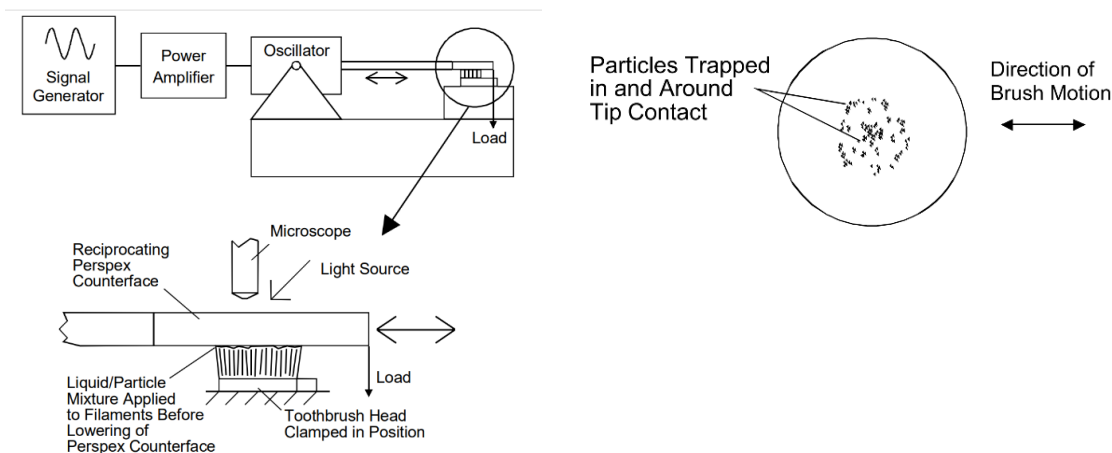 Signal
Generator
Power
Amplifier
Oscillator
Load
Microscope
Reciprocating
Perspex
Counterface
Light Source
Load
Liquid/Particle
Mixture Applied
to Filaments Before
Lowering of
Perspex Counterface
Toothbrush Head
Clamped in Position
Particles Trapped
in and Around
Tip Contact
Direction of
Brush Motion